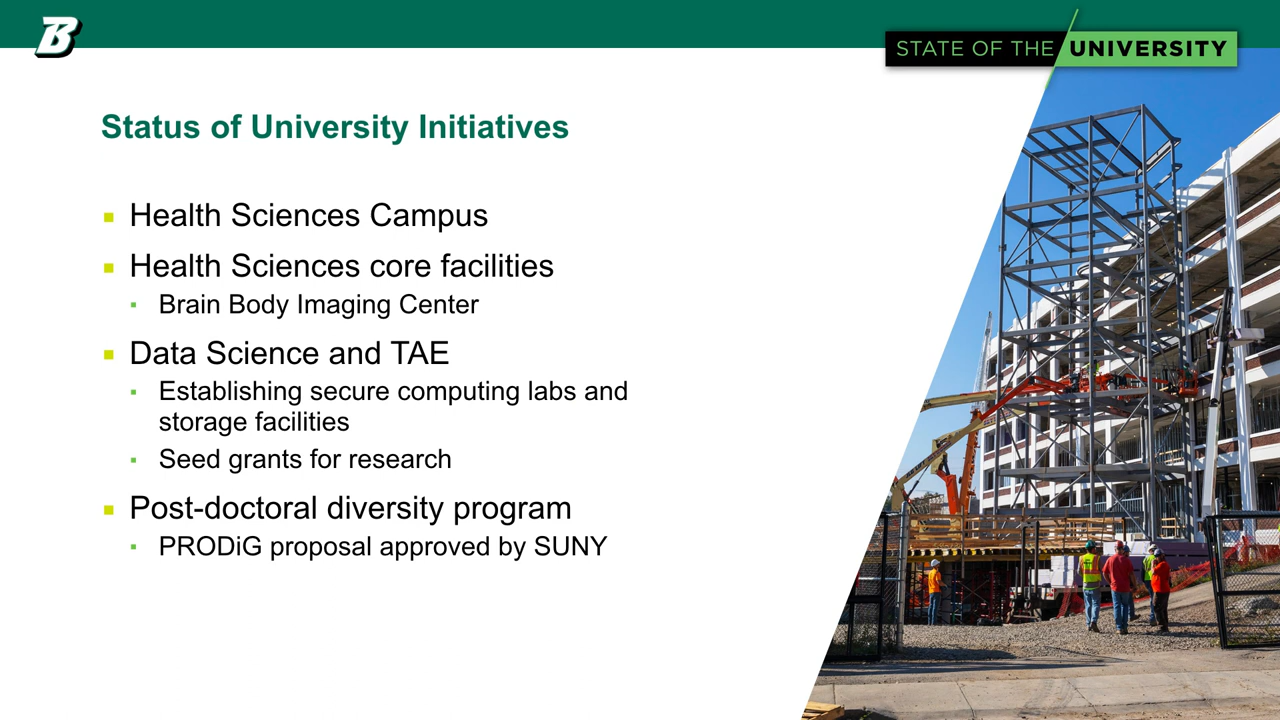 B
STATE OF THE UNIVERSITY
Status of University Initiatives
Health Sciences Campus
Health Sciences core facilities
Brain Body Imaging Center
Data Science and TAE
Establishing secure computing labs and
storage facilities
Seed grants for research
Post-doctoral diversity program
PRODiG proposal approved by SUNY